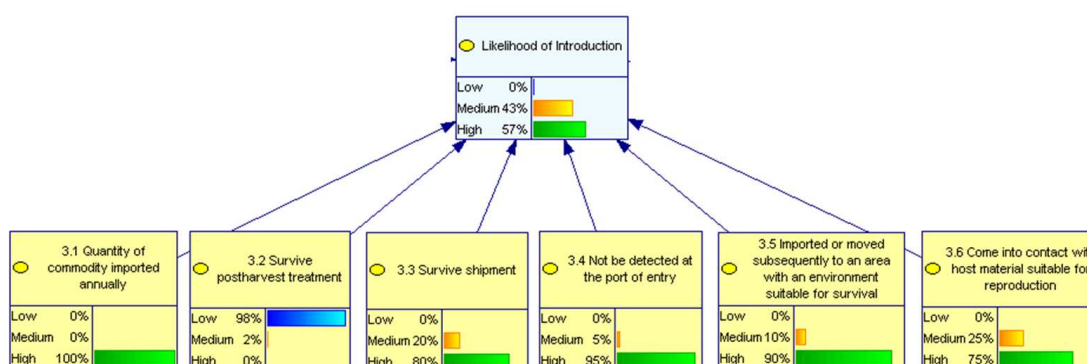 Likelihood of Introduction
Low 0%
Medium 43%
High 57%
3.1 Quantity of
commodity imported
annually
Low 0%
Medium 0%
High 100%
3.2 Survive
postharvest treatment
Low 98%
Medium 2%
High 0%
3.3 Survive shipment
Low 0%
Medium 20%
High 80%
3.4 Not be detected at
the port of entry
Low 0%
Medium 5%
High 95%
3.5 Imported or moved
subsequently to an area
with an environment
suitable for survival
Low 0%
Medium 10%
High 90%
3.6 Come into contact
host material suitable
reproduction
Low 0%
Medium 25%
High 75%